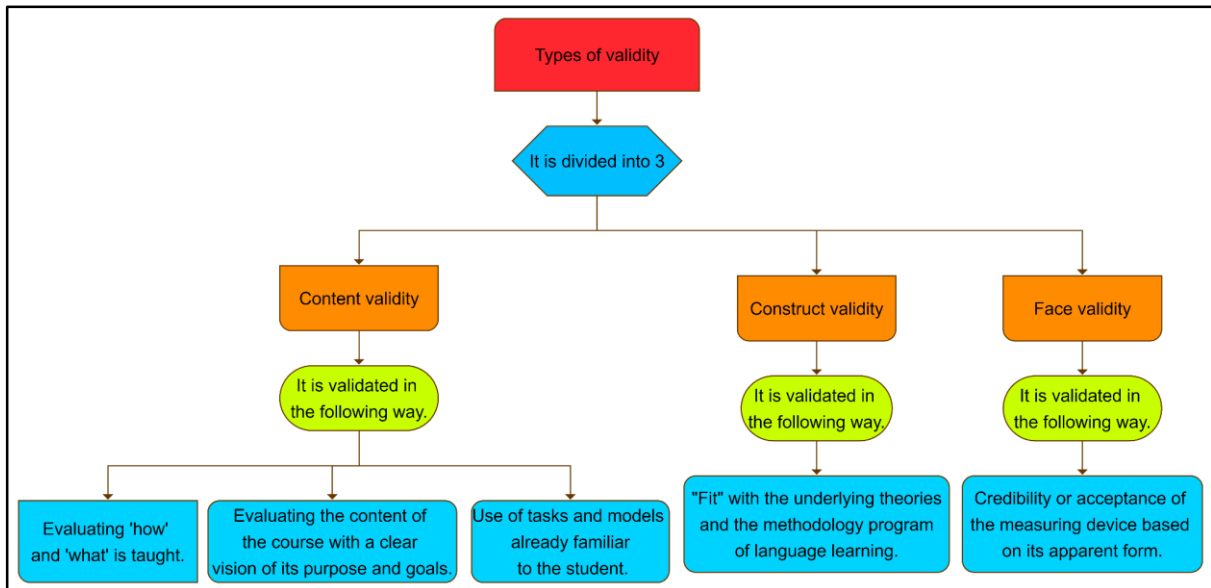 Types of validity
It is divided into 3
Content validity
Construct validity
Face validity
It is validated in
the following way.
It is validated in
the following way.
It is validated in
the following way.
Evaluating 'how'
and 'what' is taught.
Evaluating the content of
the course with a clear
vision of its purpose and goals.
Use of tasks and models
already familiar
to the student.
"Fit" with the underlying theories
and the methodology program
of language learning.
Credibility or acceptance of
the measuring device based
on its apparent form.